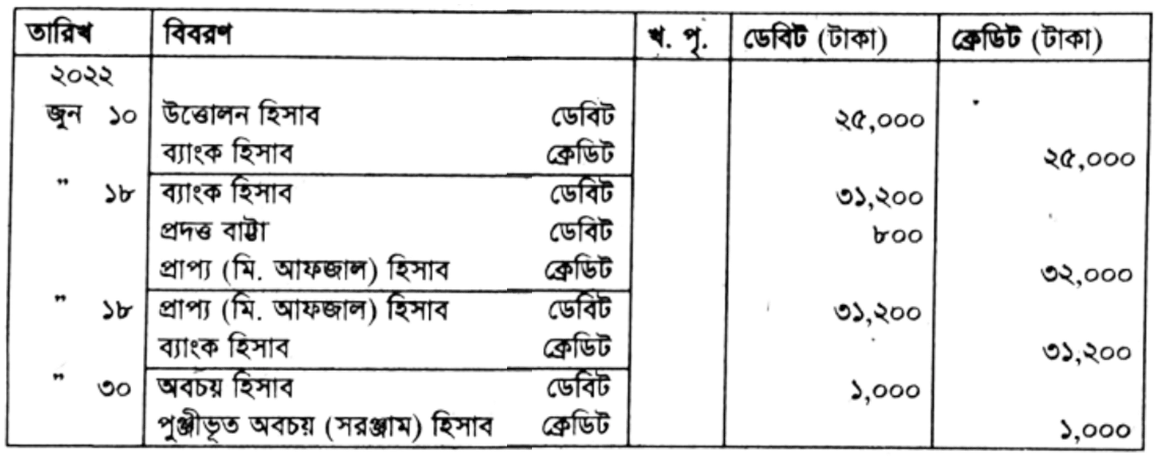 তারিখ বিবরণ খ. পৃ. ডেবিট (টাকা) ক্রেডিট (টাকা)
২০২২
জুন ১০ উত্তোলন হিসাব ডেবিট ২৫,০০০
ব্যাংক হিসাব ক্রেডিট ২৫,০০০
" ১৮ ব্যাংক হিসাব ডেবিট ৩১,২০০
প্রদত্ত বাট্টা ডেবিট ৮০০
প্রাপ্য (মি. আফজাল) হিসাব ক্রেডিট ৩২,০০০
" ১৮ প্রাপ্য (মি. আফজাল) হিসাব ডেবিট ৩১,২০০
ব্যাংক হিসাব ক্রেডিট ৩১,২০০
" ৩০ অবচয় হিসাব ডেবিট ১,০০০
পুঞ্জীভূত অবচয় (সরঞ্জাম) হিসাব ক্রেডিট ১,০০০